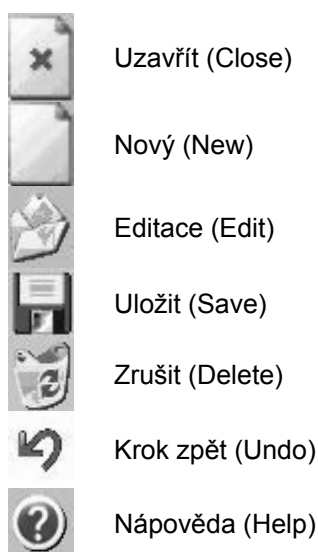 Uzavřít (Close)
Nový (New)
Editace (Edit)
Uložit (Save)
Zrušit (Delete)
Krok zpět (Undo)
Nápověda (Help)